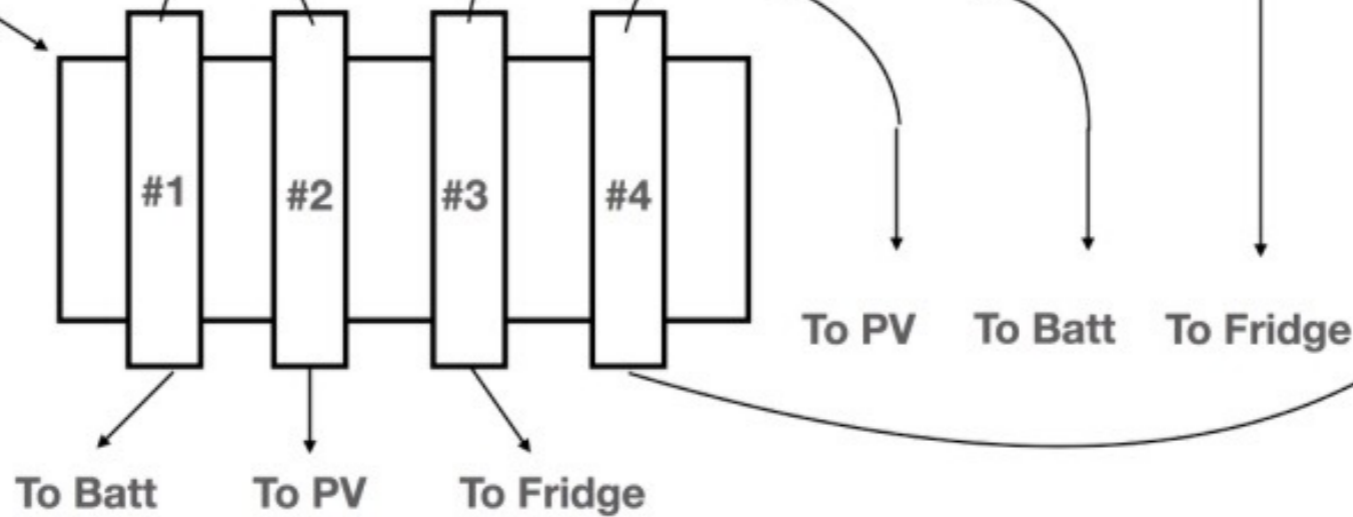 #1 #2 #3 #4
To PV To Batt To Fridge
To Batt To PV To Fridge